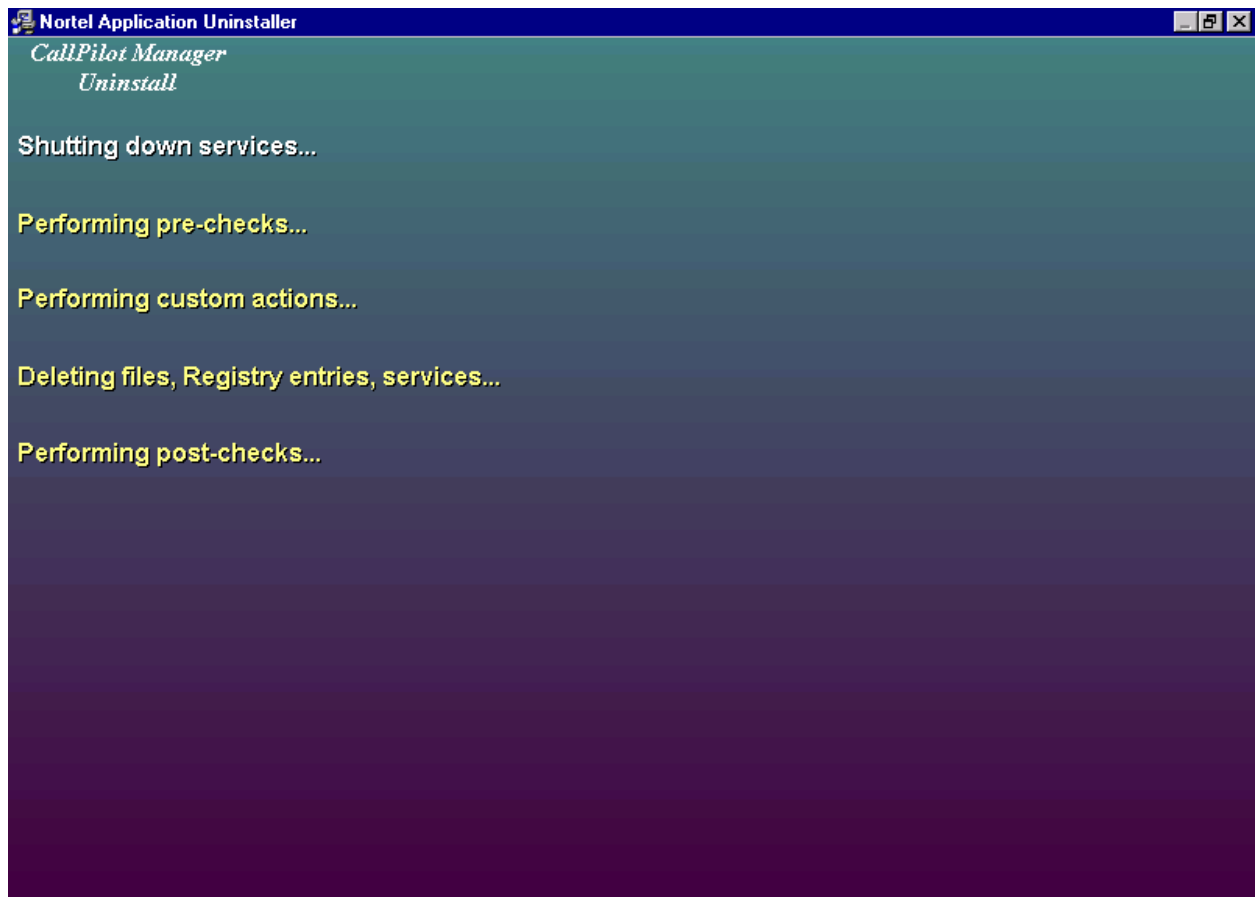 Nortel Application Uninstaller
CallPilot Manager
Uninstall
Shutting down services...
Performing pre-checks...
Performing custom actions...
Deleting files, Registry entries, services...
Performing post-checks...